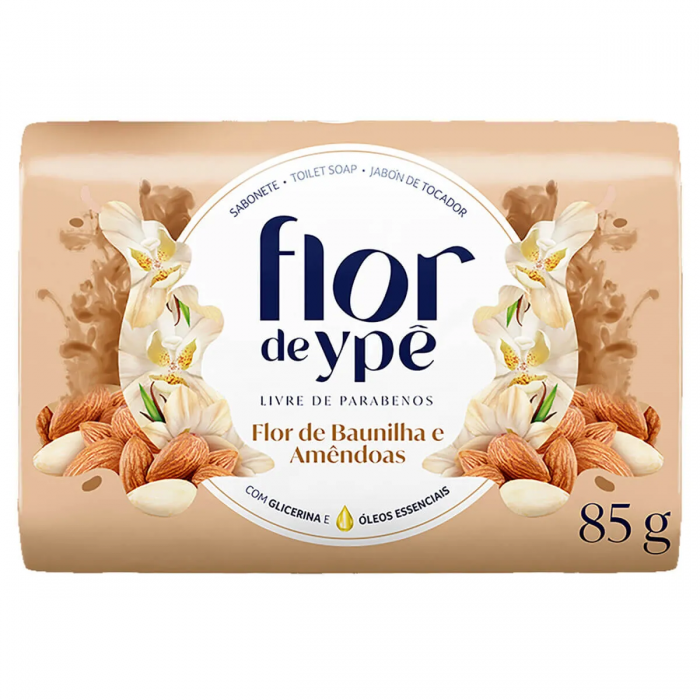 SABONETE • TOILET SOAP • JABÓN DE TOCADOR
flor
de ypê
LIVRE DE PARABENOS
Flor de Baunilha e
Amêndoas
COM GLICERINA E ÓLEOS ESSENCIAIS
85 g